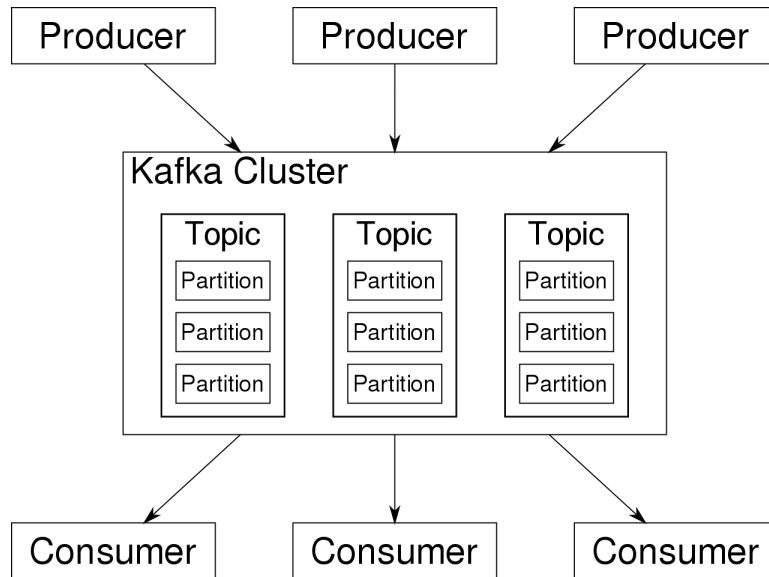 Producer Producer Producer
Kafka Cluster
Topic Topic Topic
Partition Partition Partition
Partition Partition Partition
Partition Partition Partition
Consumer Consumer Consumer